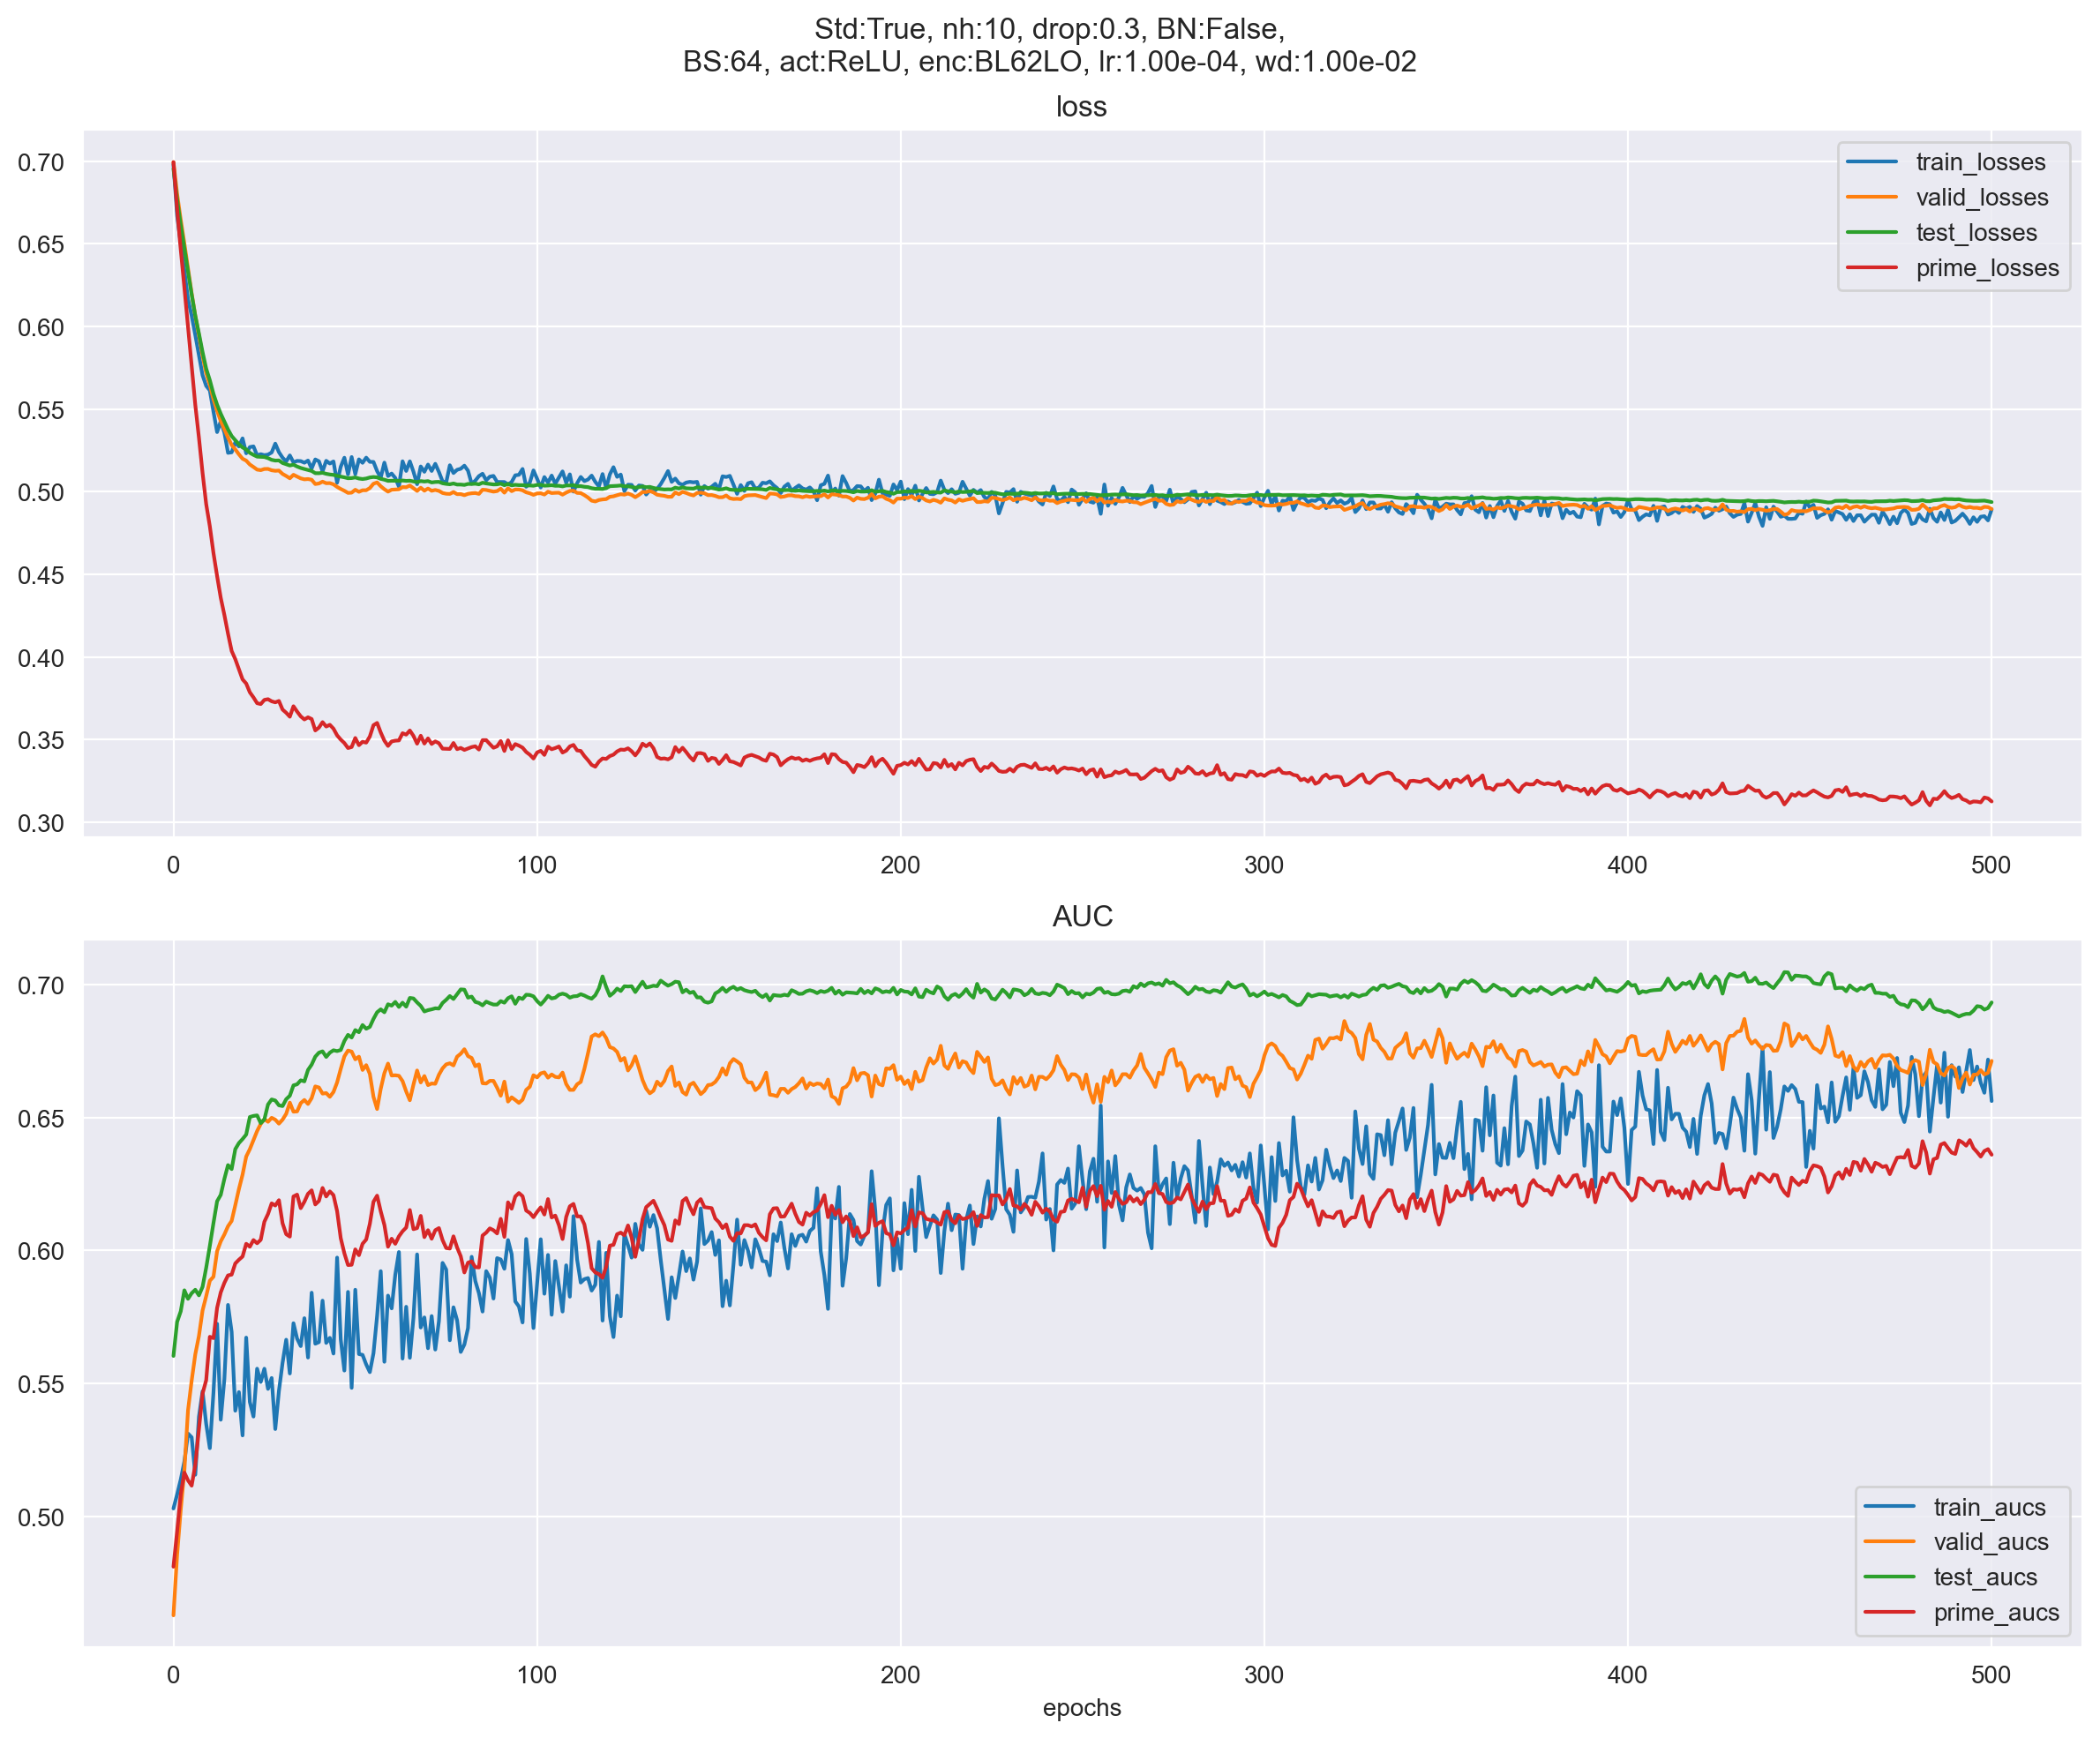 Std:True, nh:10, drop:0.3, BN:False,
BS:64, act:ReLU, enc:BL62LO, lr:1.00e-04, wd:1.00e-02
loss
0.70
0.65
0.60
0.55
0.50
0.45
0.40
0.35
0.30
train_losses
valid_losses
test_losses
prime_losses
0 100 200 300 400 500
AUC
0.70
0.65
0.60
0.55
0.50
train_aucs
valid_aucs
test_aucs
prime_aucs
0 100 200 300 400 500
epochs